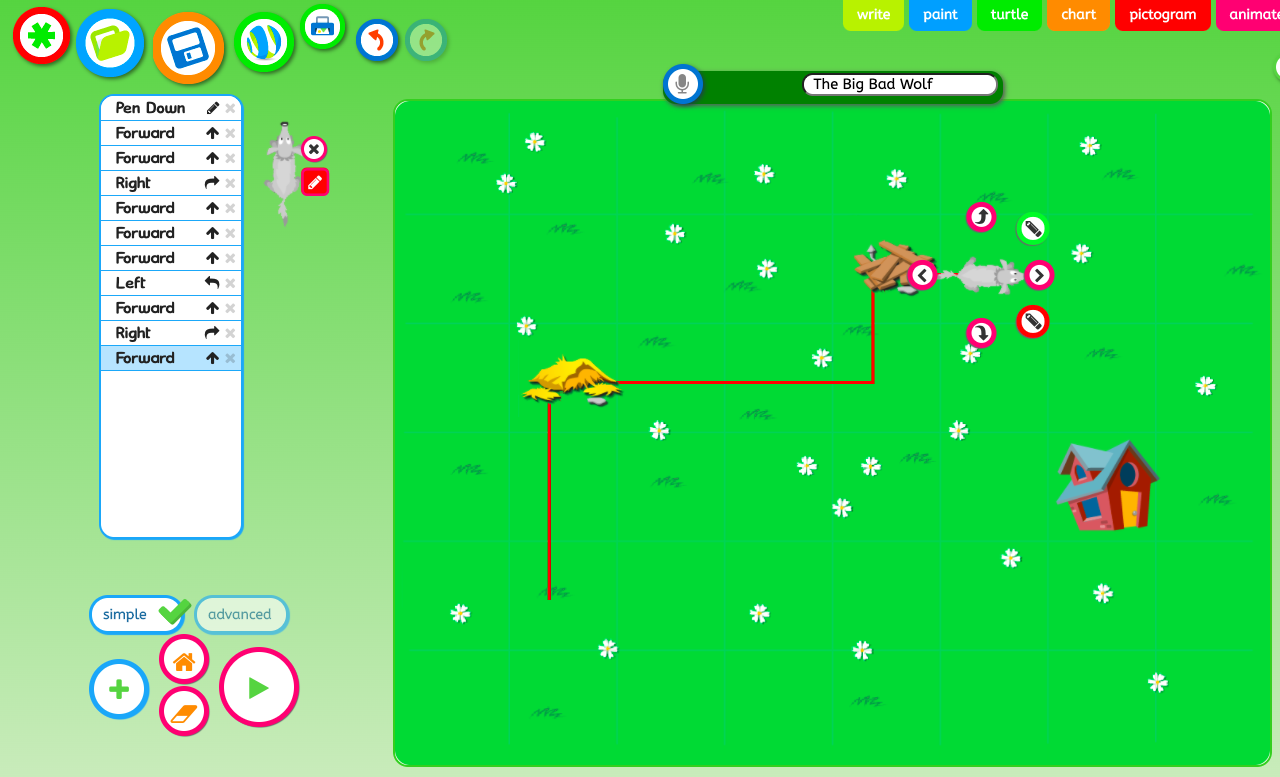 write
paint
turtle
chart
pictogram
animate
The Big Bad Wolf
Pen Down
Forward
Forward
Right
Forward
Forward
Forward
Left
Forward
Right
Forward
simple
advanced